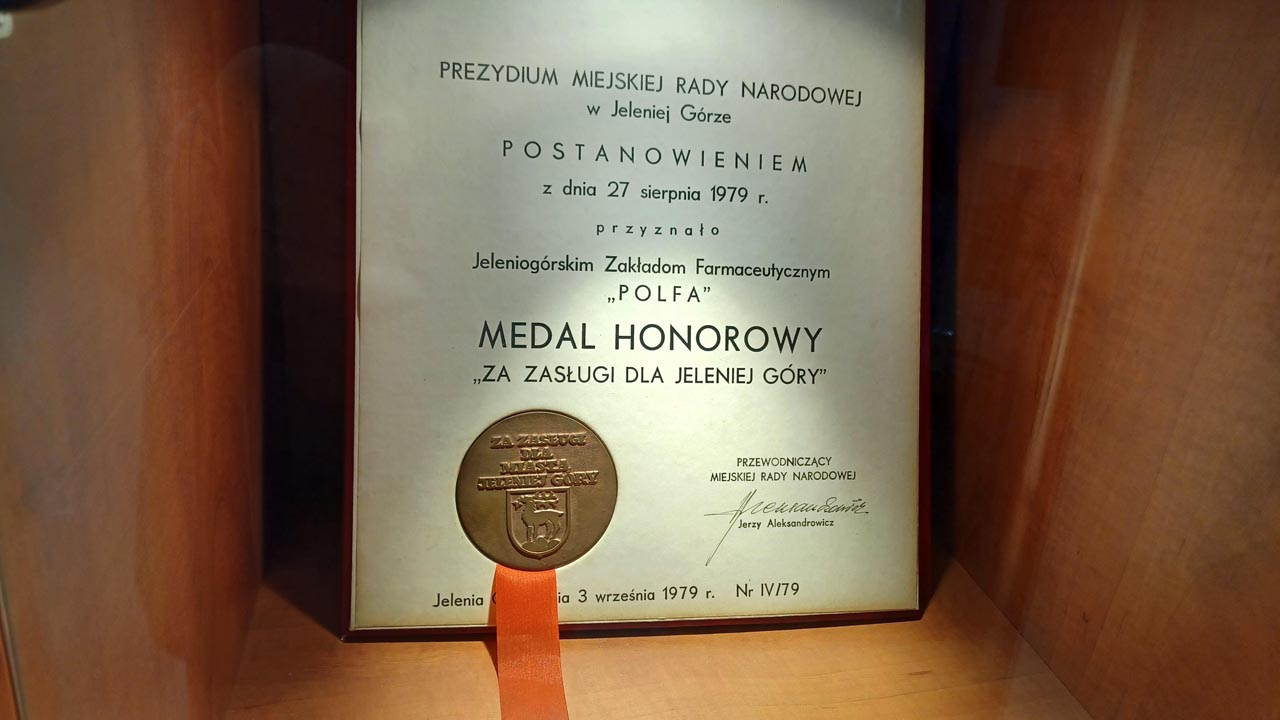 PREZYDIUM MIEJSKIEJ RADY NARODOWEJ
w Jeleniej Górze
POSTANOWIENIEM
z dnia 27 sierpnia 1979 r.
przyznało
Jeleniogórskim Zakładom Farmaceutycznym
„POLFA”
MEDAL HONOROWY
„ZA ZASŁUGI DLA JELENIEJ GÓRY”
ZA ZASŁUGI
DLA
MIASTA
JELENIEJ GÓRY
PRZEWODNICZĄCY
MIEJSKIEJ RADY NARODOWEJ
Jerzy Aleksandrowicz
Jelenia 3 września 1979 r. Nr IV/79